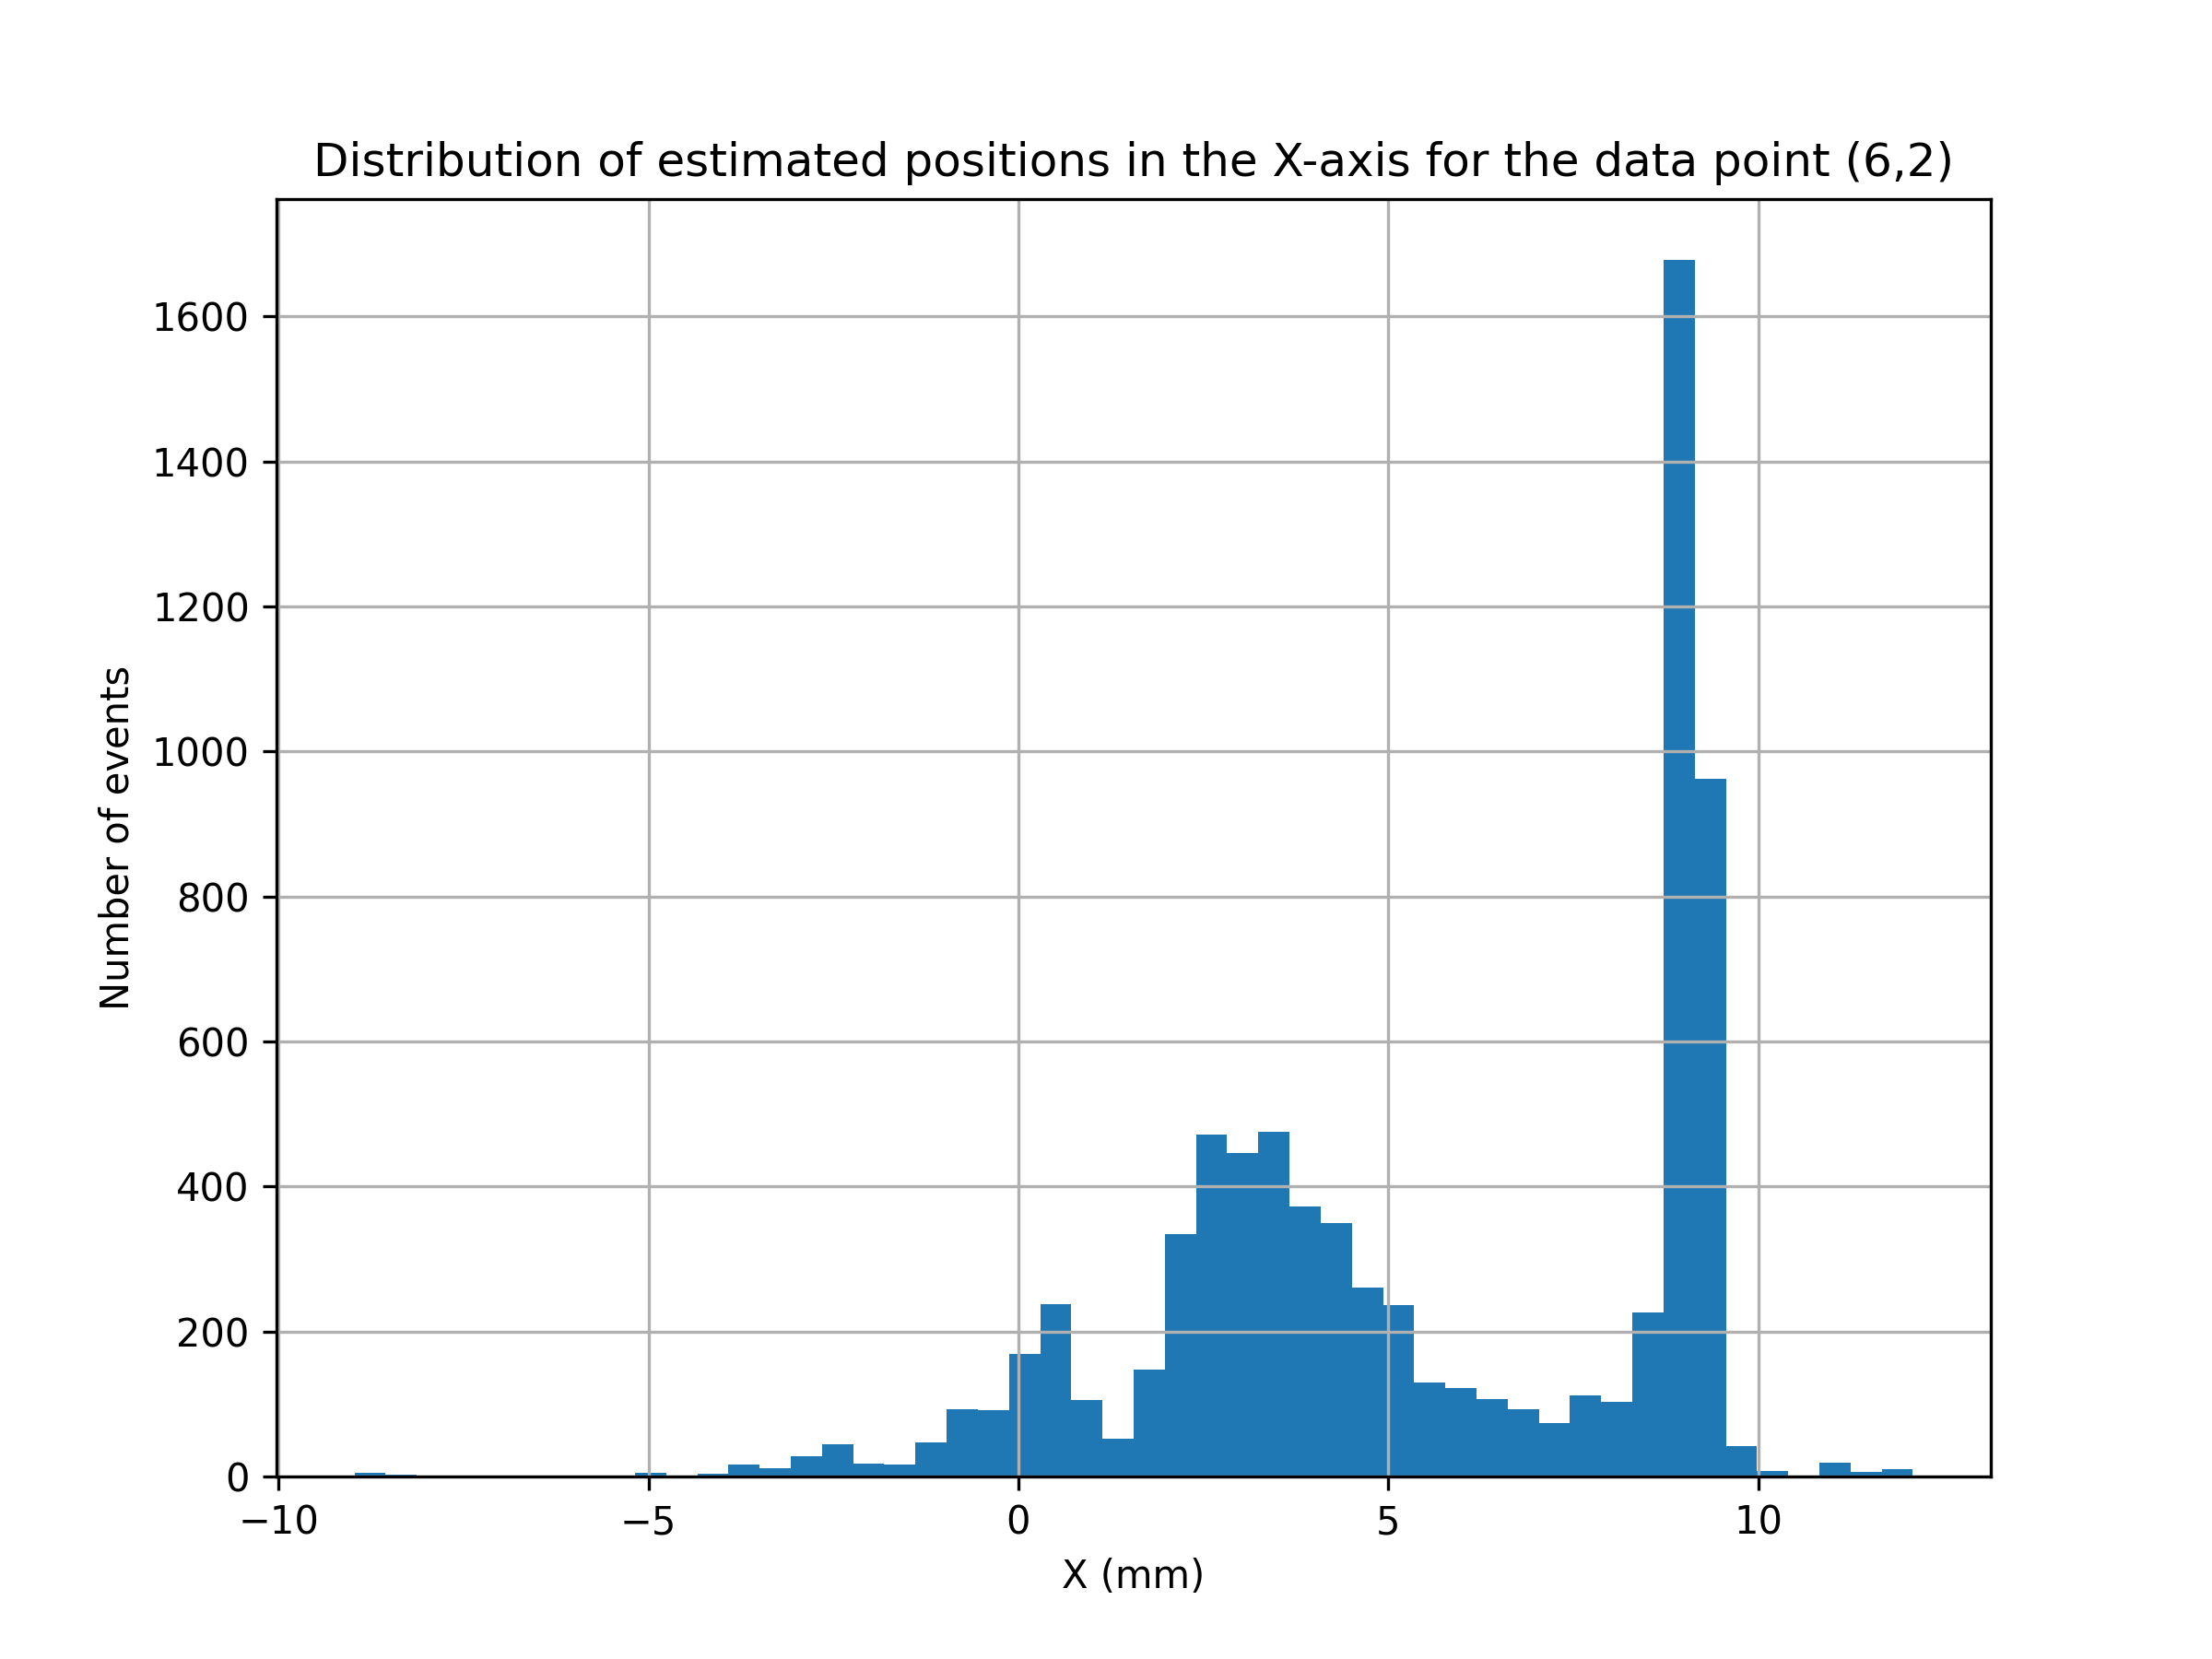 Distribution of estimated positions in the X-axis for the data point (6,2)
1600
1400
1200
1000
800
600
400
200
0
Number of events
−10 −5 0 5 10
X (mm)